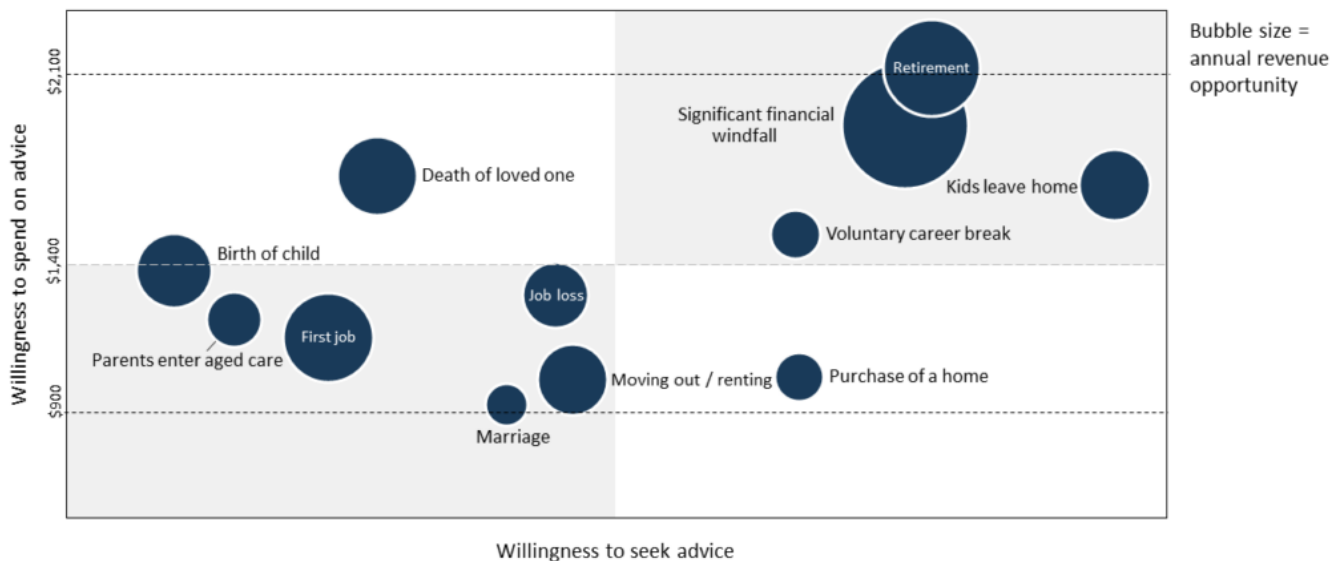 Bubble size =
annual revenue
opportunity
$2,100
Retirement
Significant financial
windfall
Death of loved one
Kids leave home
Voluntary career break
Birth of child
$1,400
Job loss
First job
Parents enter aged care
Moving out / renting
Purchase of a home
$900
Marriage
Willingness to spend on advice
Willingness to seek advice